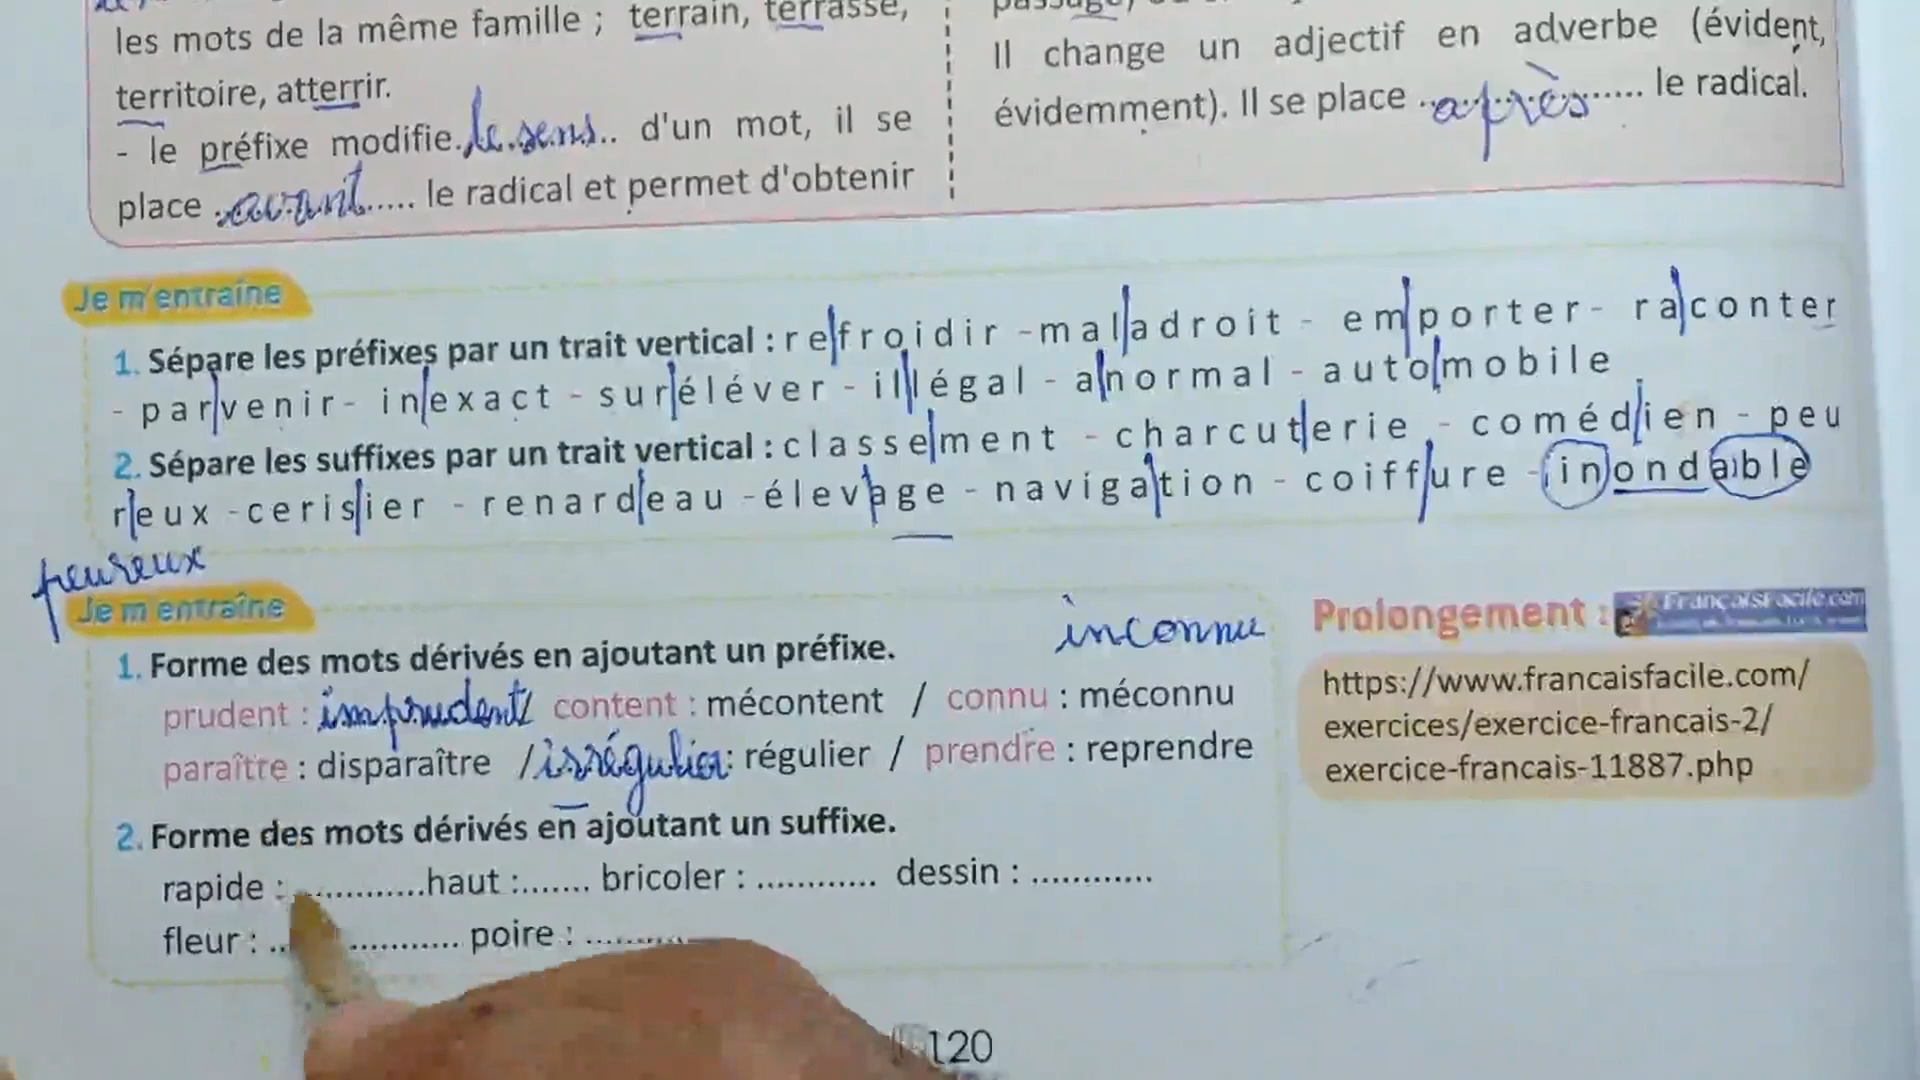 les mots de la même famille ; terrain, terrasse,
territoire, atterrir.
- le préfixe modifie le sens d'un mot, il se
place avant le radical et permet d'obtenir
Il change un adjectif en adverbe (évident,
évidemment). Il se place après le radical.
Je m'entraîne
1. Sépare les préfixes par un trait vertical : re|froidir - mal|adroit - em|porter - ra|conter
- par|venir - in|exact - sur|éléver - il|légal - a|normal - auto|mobile
2. Sépare les suffixes par un trait vertical : classe|ment - charcut|erie - coméd|ien - peu
r|eux - ceris|ier - renard|eau - élev|age - naviga|tion - coiff|ure - inondable
peureux
Je m'entraîne
inconnu
1. Forme des mots dérivés en ajoutant un préfixe.
prudent : imprudent / content : mécontent / connu : méconnu
paraître : disparaître / irrégulier : régulier / prendre : reprendre
2. Forme des mots dérivés en ajoutant un suffixe.
rapide : ............haut :....... bricoler : ............ dessin : ............
fleur : .. ............ poire : ..........
Prolongement :
FrançaisFacile.com
https://www.francaisfacile.com/
exercices/exercice-francais-2/
exercice-francais-11887.php
120